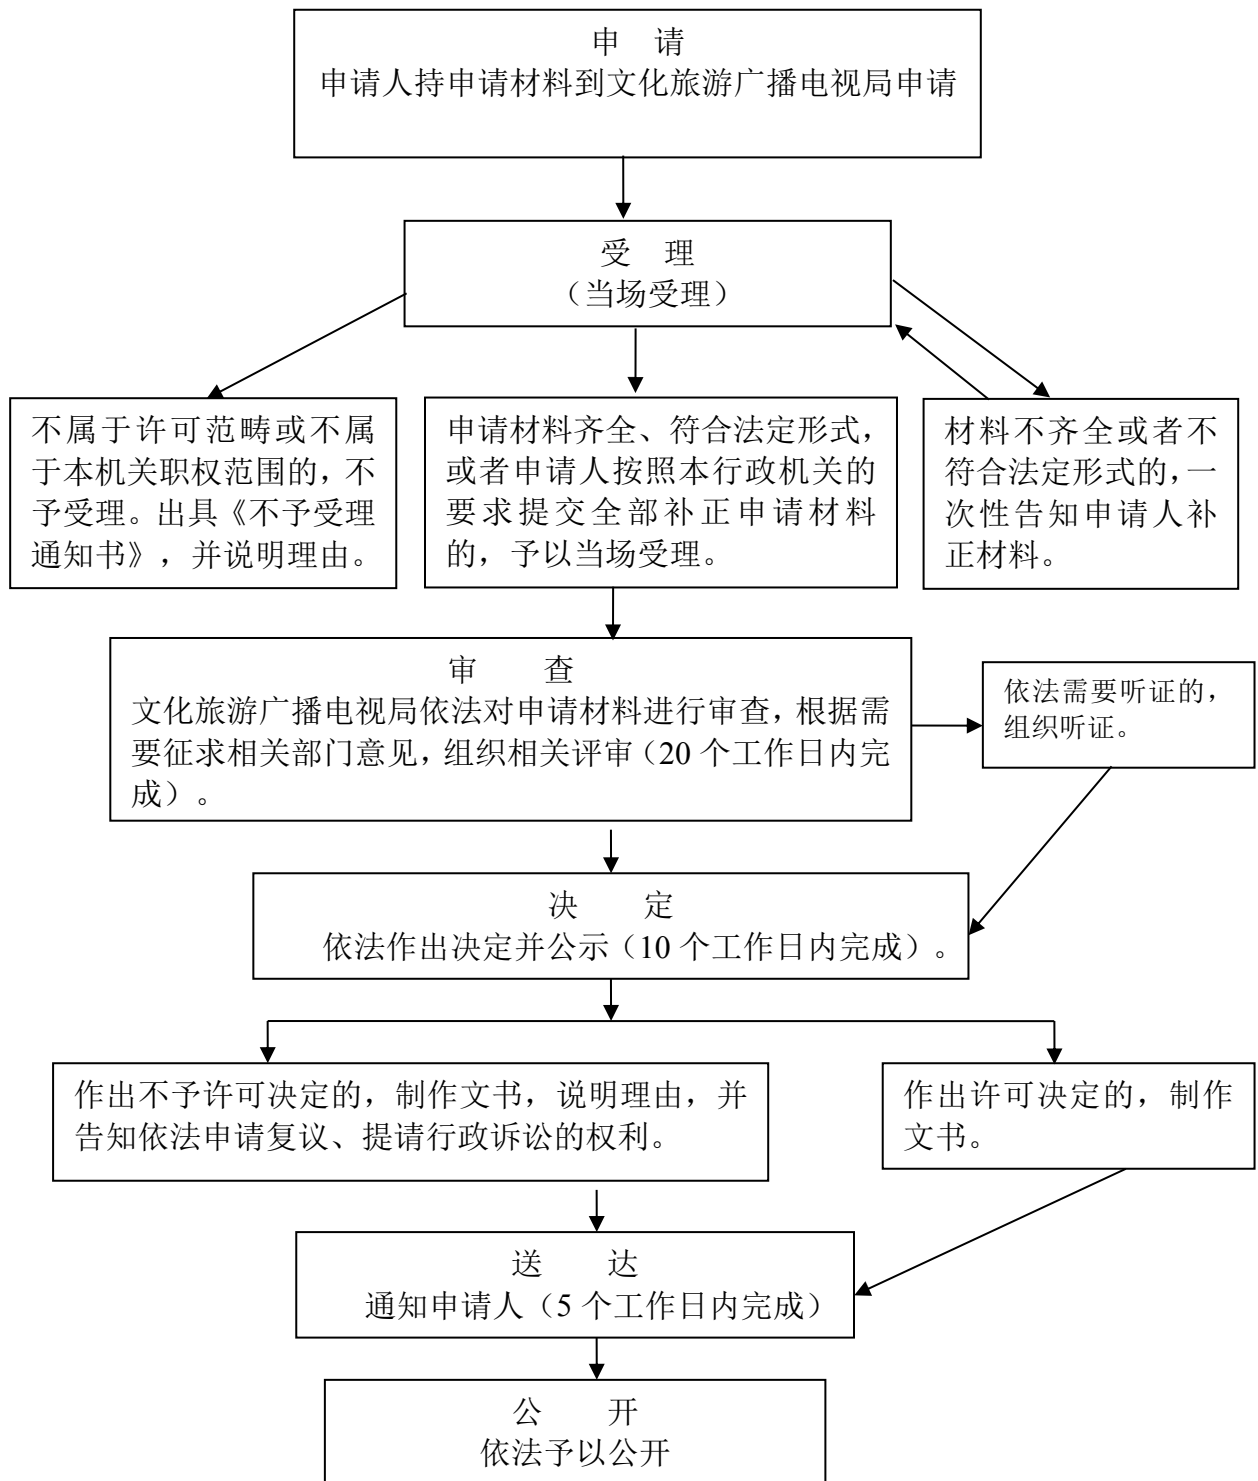 申 请
申请人持申请材料到文化旅游广播电视局申请
受 理
（当场受理）
不属于许可范畴或不属
于本机关职权范围的，不
予受理。出具《不予受理
通知书》，并说明理由。
申请材料齐全、符合法定形式，
或者申请人按照本行政机关的
要求提交全部补正申请材料
的，予以当场受理。
材料不齐全或者不
符合法定形式的，一
次性告知申请人补
正材料。
审 查
文化旅游广播电视局依法对申请材料进行审查，根据需
要征求相关部门意见，组织相关评审（20 个工作日内完
成）。
依法需要听证的，
组织听证。
决 定
依法作出决定并公示（10 个工作日内完成）。
作出不予许可决定的，制作文书，说明理由，并
告知依法申请复议、提请行政诉讼的权利。
作出许可决定的，制作
文书。
送 达
通知申请人（5 个工作日内完成）
公 开
依法予以公开